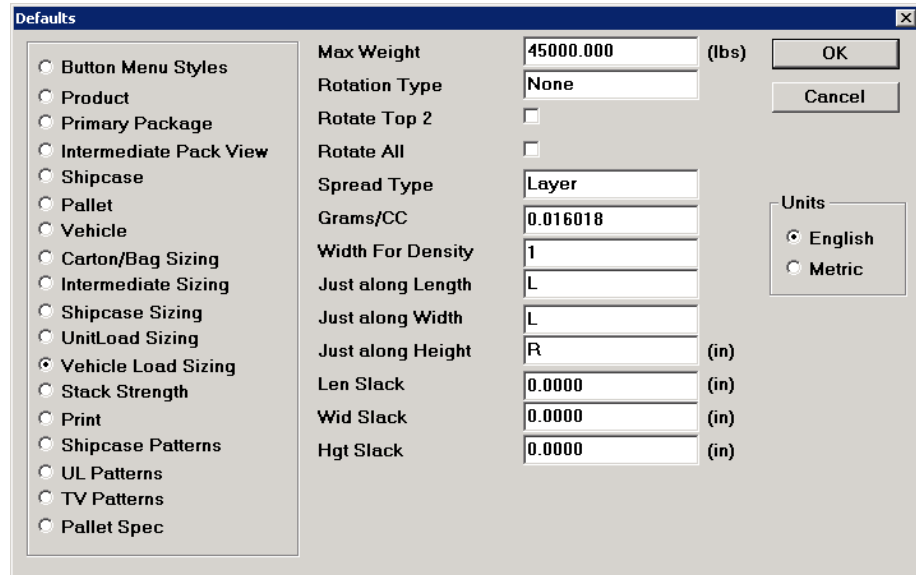 Defaults
Button Menu Styles
Product
Primary Package
Intermediate Pack View
Shipcase
Pallet
Vehicle
Carton/Bag Sizing
Intermediate Sizing
Shipcase Sizing
UnitLoad Sizing
Vehicle Load Sizing
Stack Strength
Print
Shipcase Patterns
UL Patterns
TV Patterns
Pallet Spec
Max Weight 45000.000 (lbs)
Rotation Type None
Rotate Top 2
Rotate All
Spread Type Layer
Grams/CC 0.016018
Width For Density 1
Just along Length L
Just along Width L
Just along Height R (in)
Len Slack 0.0000 (in)
Wid Slack 0.0000 (in)
Hgt Slack 0.0000 (in)
OK
Cancel
Units
English
Metric